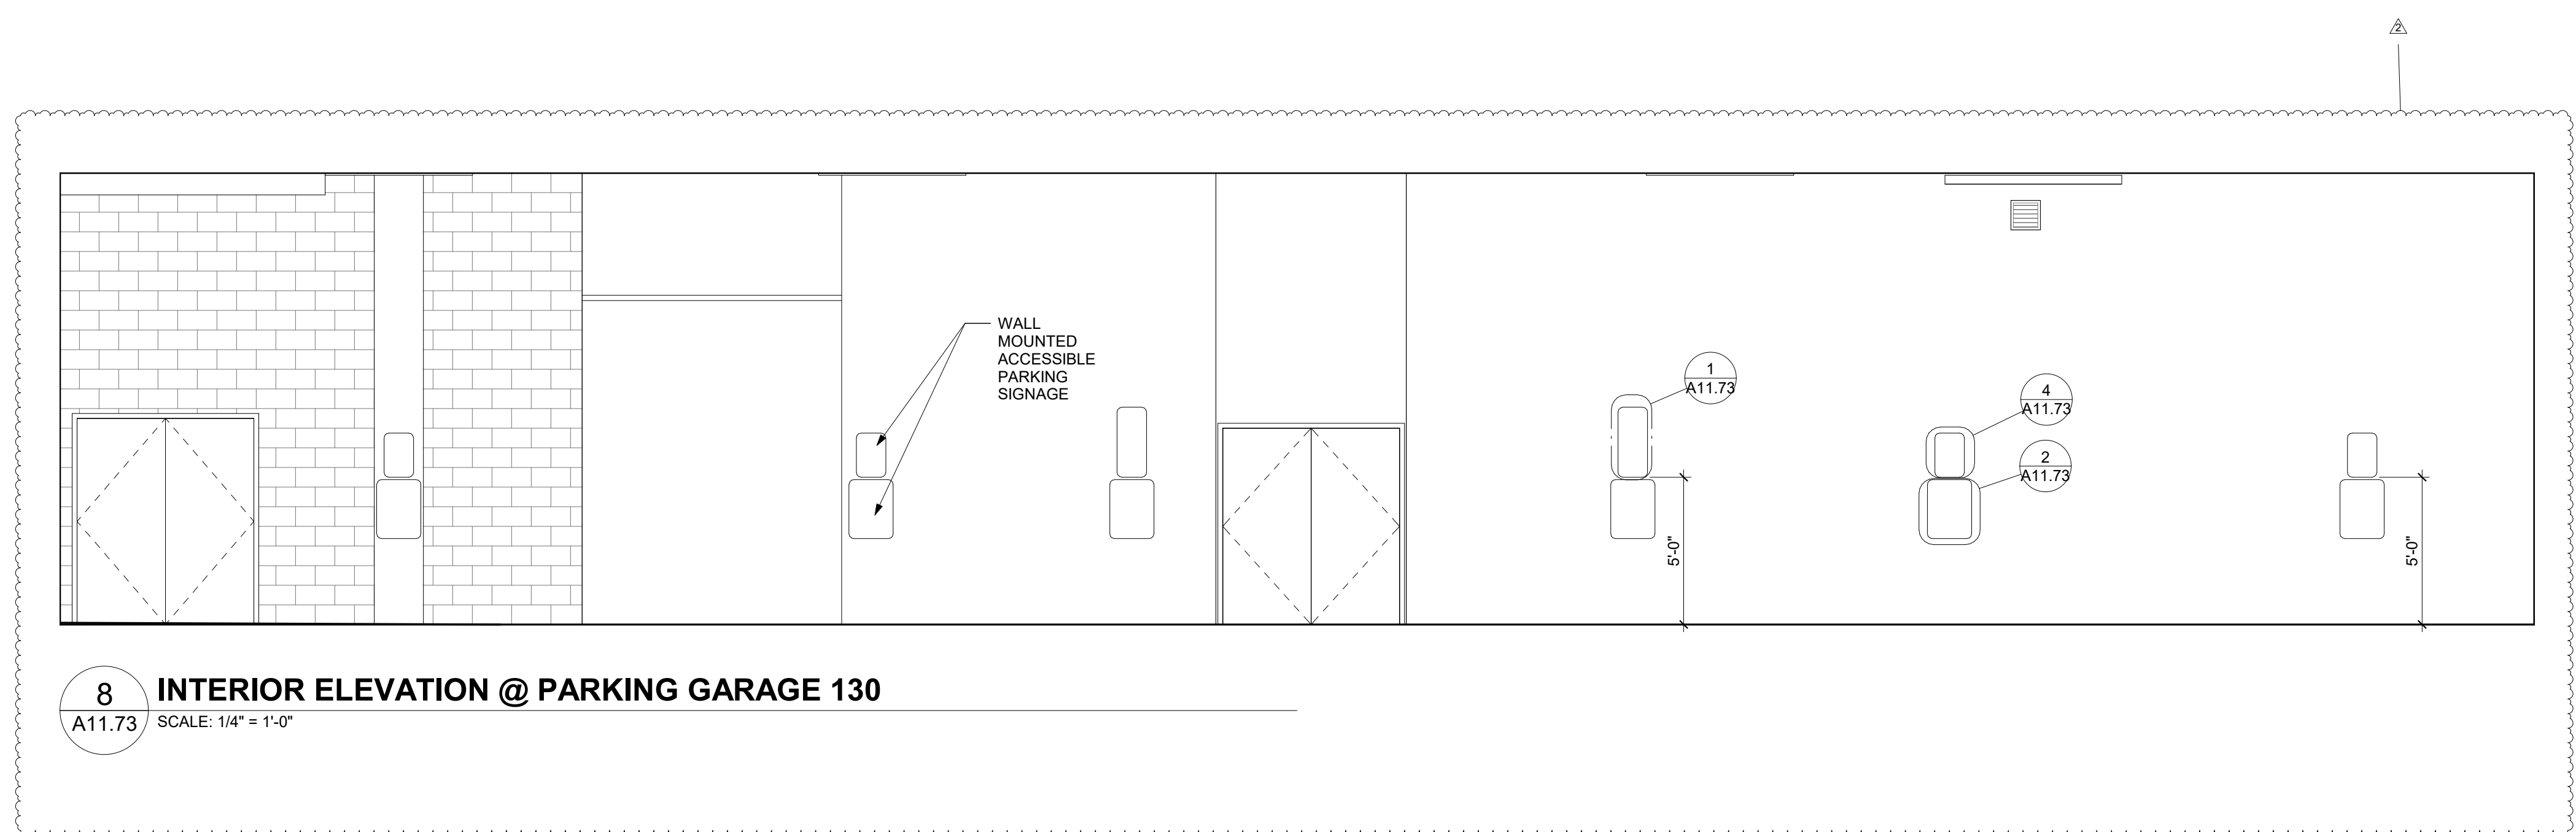 2
WALL
MOUNTED
ACCESSIBLE
PARKING
SIGNAGE
1
A11.73
4
A11.73
2
A11.73
5'-0"
5'-0"
8
A11.73
INTERIOR ELEVATION @ PARKING GARAGE 130
SCALE: 1/4" = 1'-0"